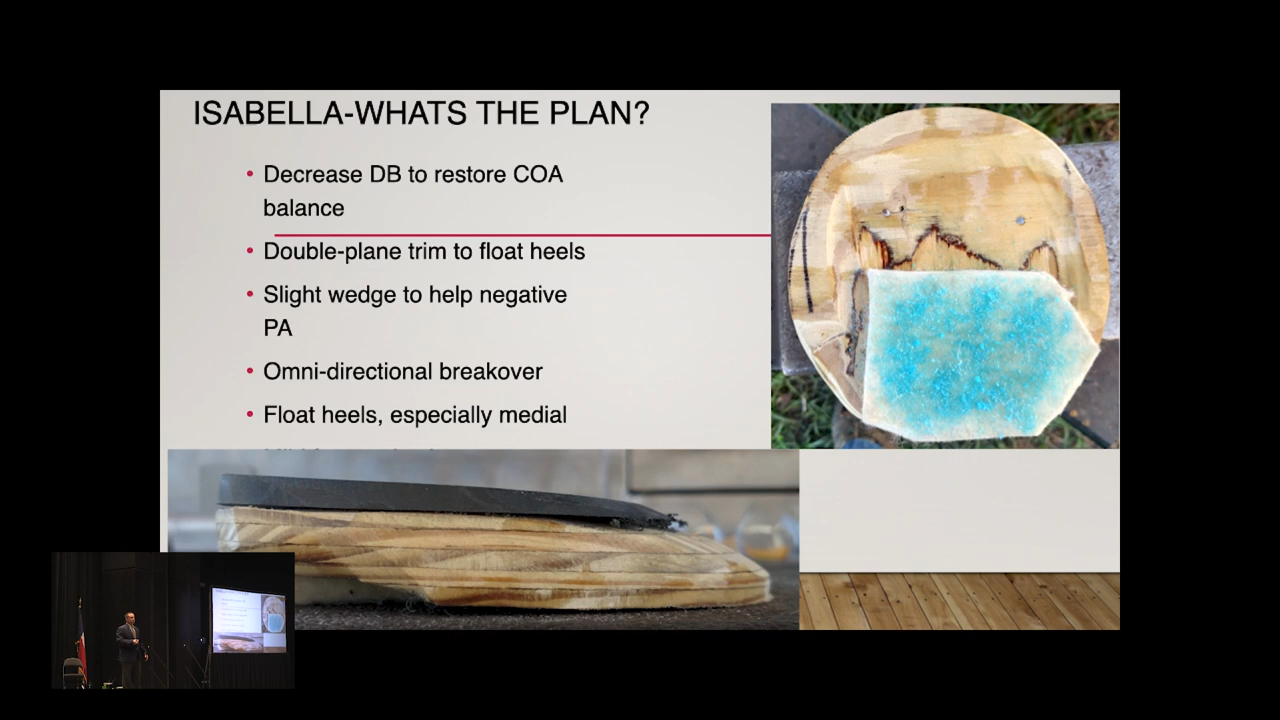 ISABELLA-WHATS THE PLAN?
• Decrease DB to restore COA
balance
• Double-plane trim to float heels
• Slight wedge to help negative
PA
• Omni-directional breakover
• Float heels, especially medial